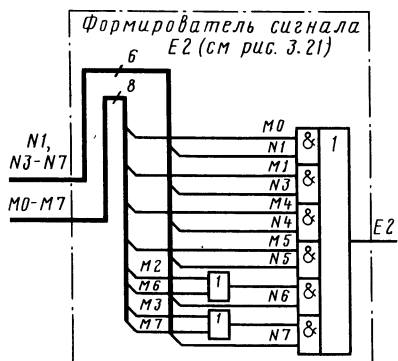 Формирователь сигнала
E2 (см рис. 3.21)
6
8
N1,
N3-N7
M0-M7
M0
N1
M1
N3
M4
N4
M5
N5
M2
M6
1
N6
M3
M7
1
N7
&
&
&
&
&
&
1
E2